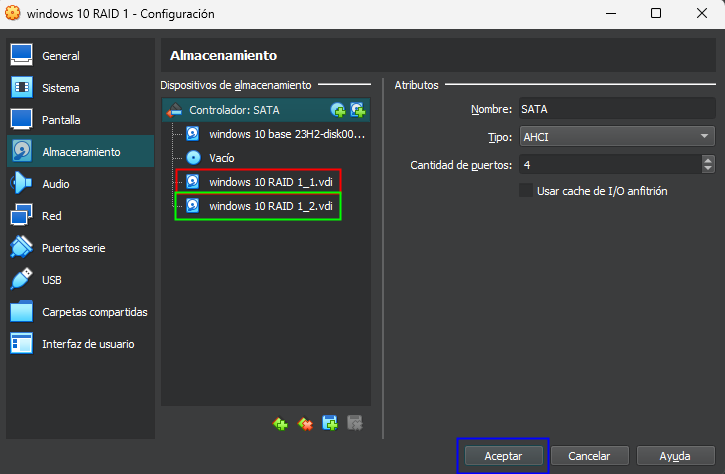 windows 10 RAID 1 - Configuración
General
Sistema
Pantalla
Almacenamiento
Audio
Red
Puertos serie
USB
Carpetas compartidas
Interfaz de usuario
Almacenamiento
Dispositivos de almacenamiento
Controlador: SATA
windows 10 base 23H2-disk00...
Vacío
windows 10 RAID 1_1.vdi
windows 10 RAID 1_2.vdi
Atributos
Nombre: SATA
Tipo: AHCI
Cantidad de puertos: 4
Usar cache de I/O anfitrión
Aceptar Cancelar Ayuda